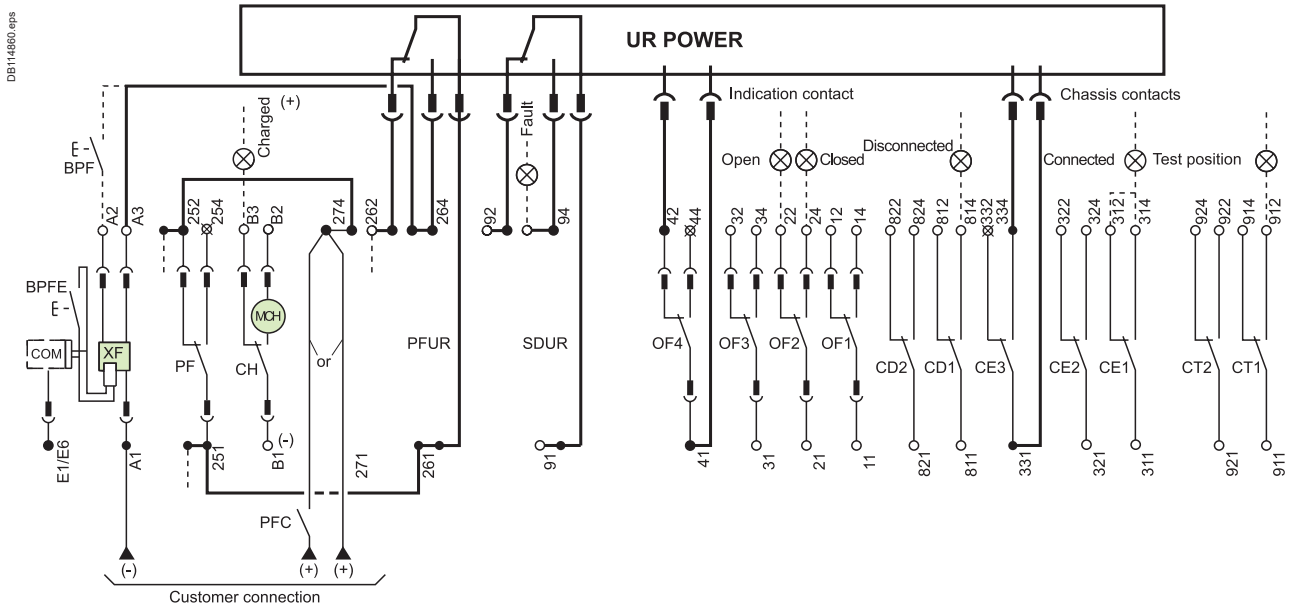 DB114860.eps
UR POWER
Indication contact
Chassis contacts
Charged
(+)
Fault
E
BPF
Open
Closed
Disconnected
Connected
Test position
A2
A3
252
254
B3
B2
274
262
264
92
94
42
44
32
34
22
24
12
14
822
824
812
814
332
334
322
324
312
314
924
922
914
912
BPFE
E
MCH
COM
XF
PF
CH
or
PFUR
SDUR
OF4
OF3
OF2
OF1
CD2
CD1
CE3
CE2
CE1
CT2
CT1
E1/E6
A1
251
B1
(-)
271
261
91
41
31
21
11
821
811
331
321
311
921
911
PFC
(-)
(+)
(+)
Customer connection